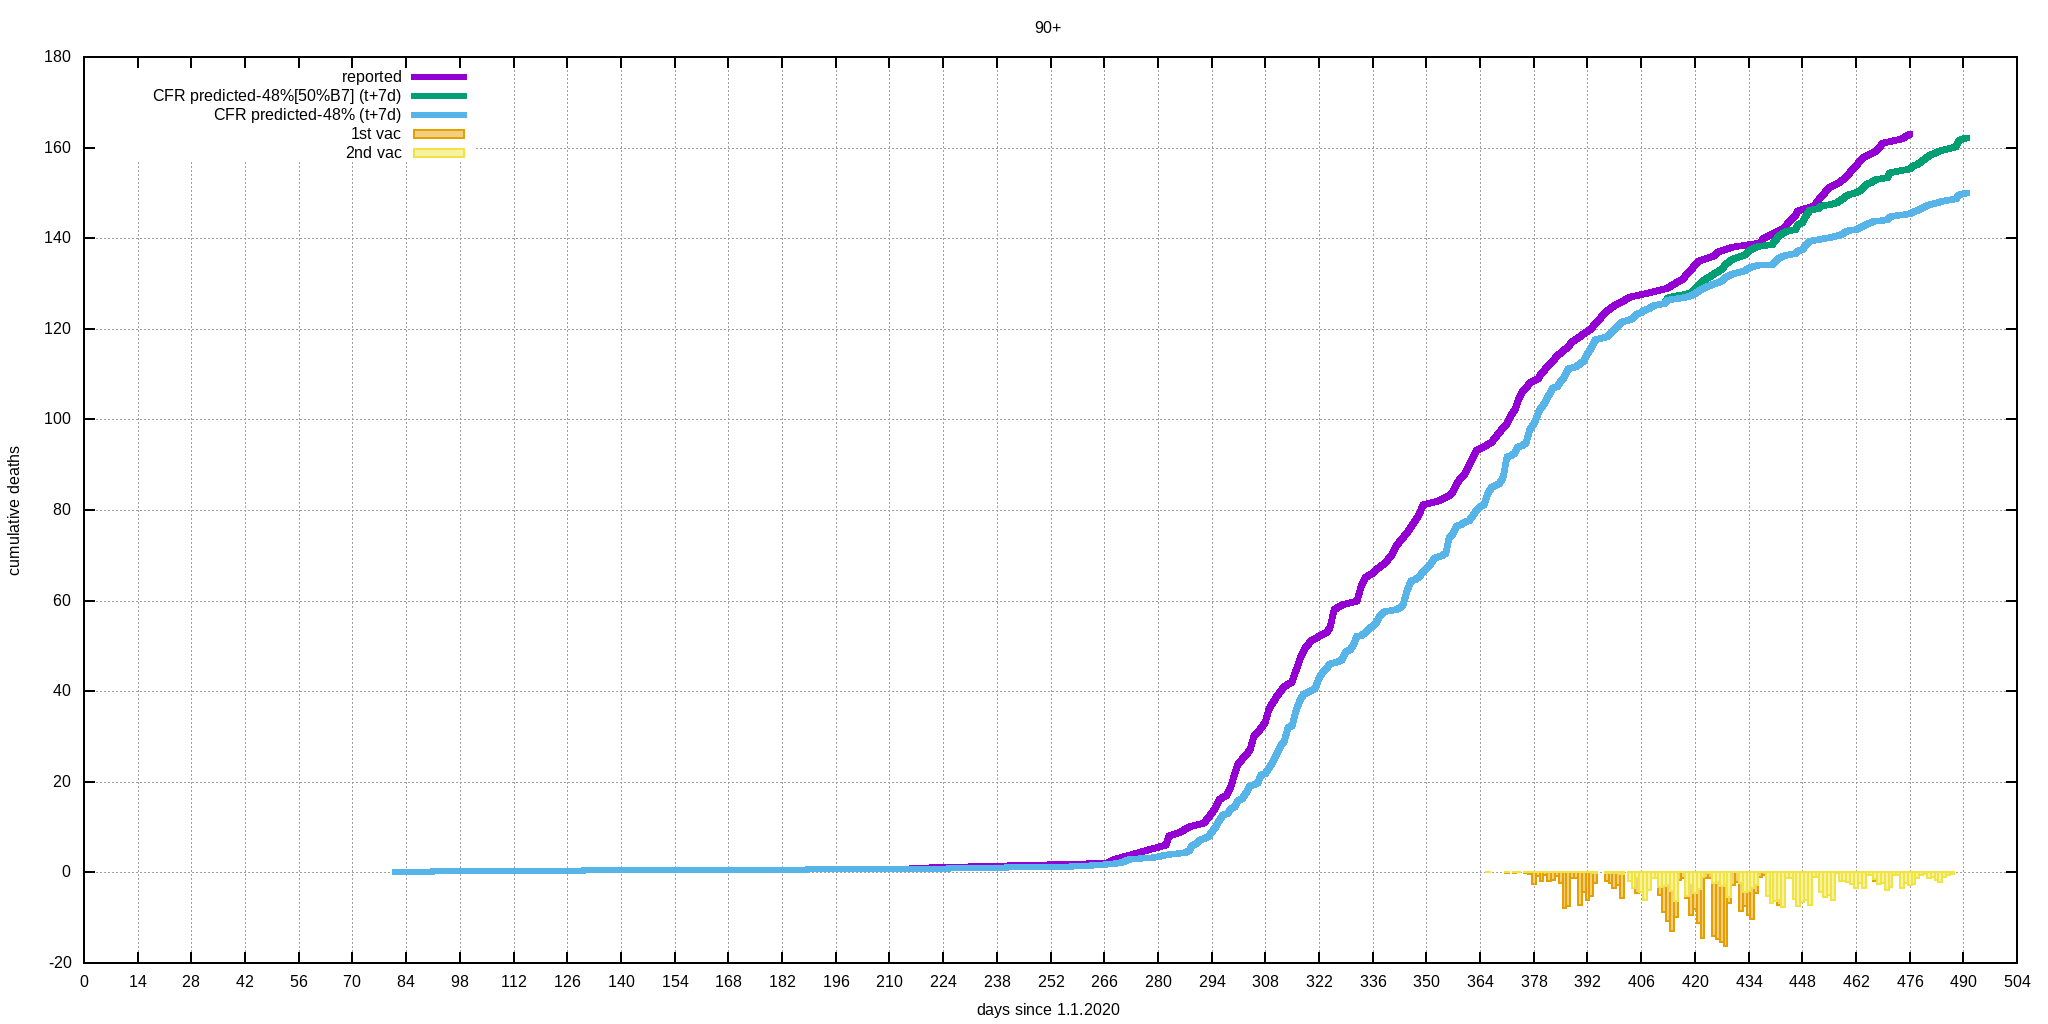 90+
180
160
140
120
100
80
60
40
20
0
-20
cumulative deaths
reported
CFR predicted-48%[50%B7] (t+7d)
CFR predicted-48% (t+7d)
1st vac
2nd vac
0 14 28 42 56 70 84 98 112 126 140 154 168 182 196 210 224 238 252 266 280 294 308 322 336 350 364 378 392 406 420 434 448 462 476 490 504
days since 1.1.2020